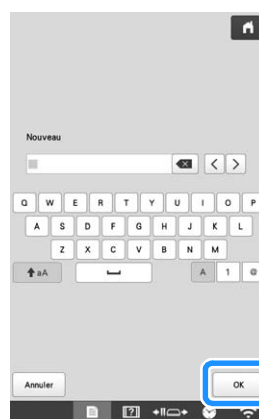 Nouveau
Q W E R T Y U I O P
A S D F G H J K L
Z X C V B N M
aA A 1 @
Annuler OK
?